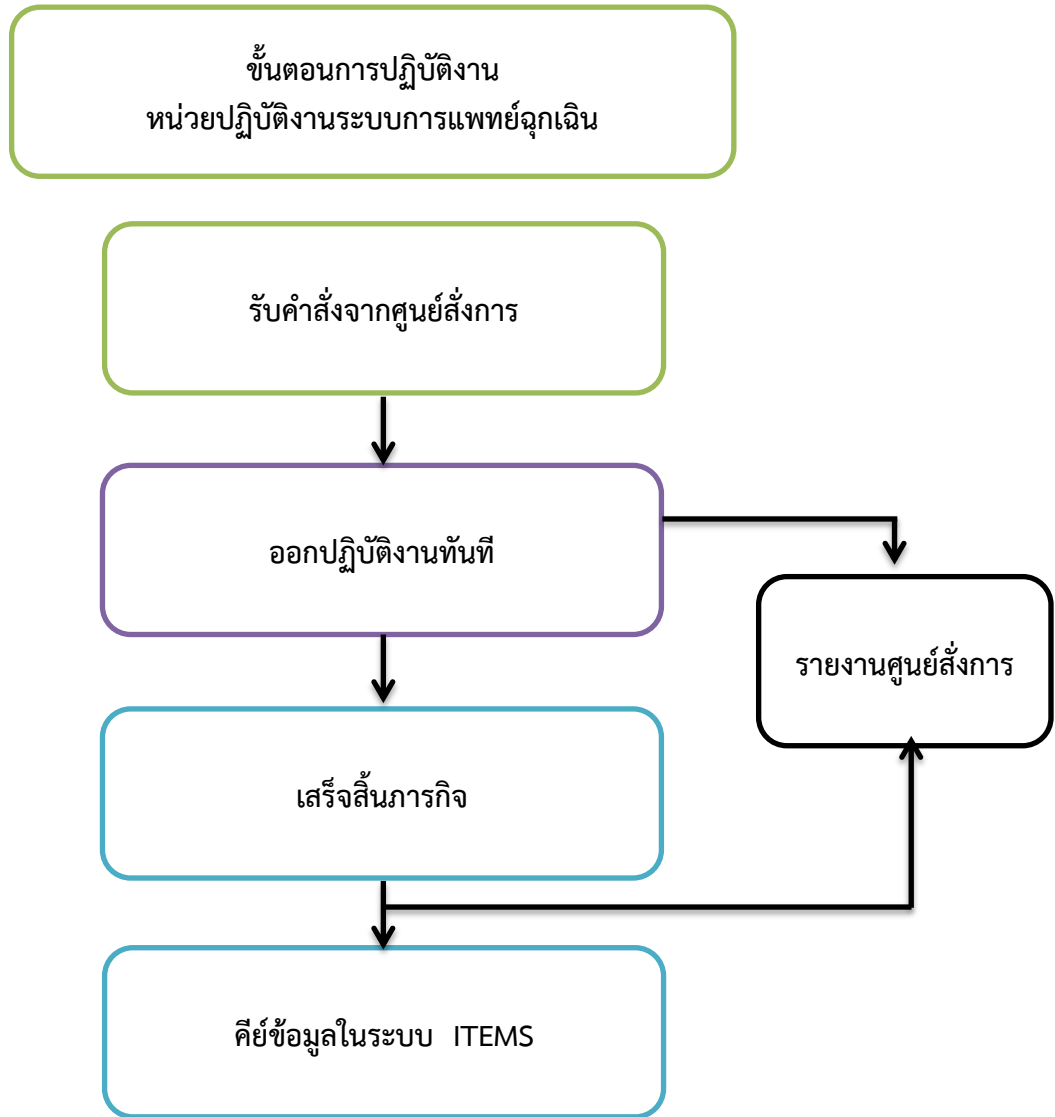 ขั้นตอนการปฏิบัติงาน
หน่วยปฏิบัติงานระบบการแพทย์ฉุกเฉิน
รับคำสั่งจากศูนย์สั่งการ
ออกปฏิบัติงานทันที
รายงานศูนย์สั่งการ
เสร็จสิ้นภารกิจ
คีย์ข้อมูลในระบบ ITEMS